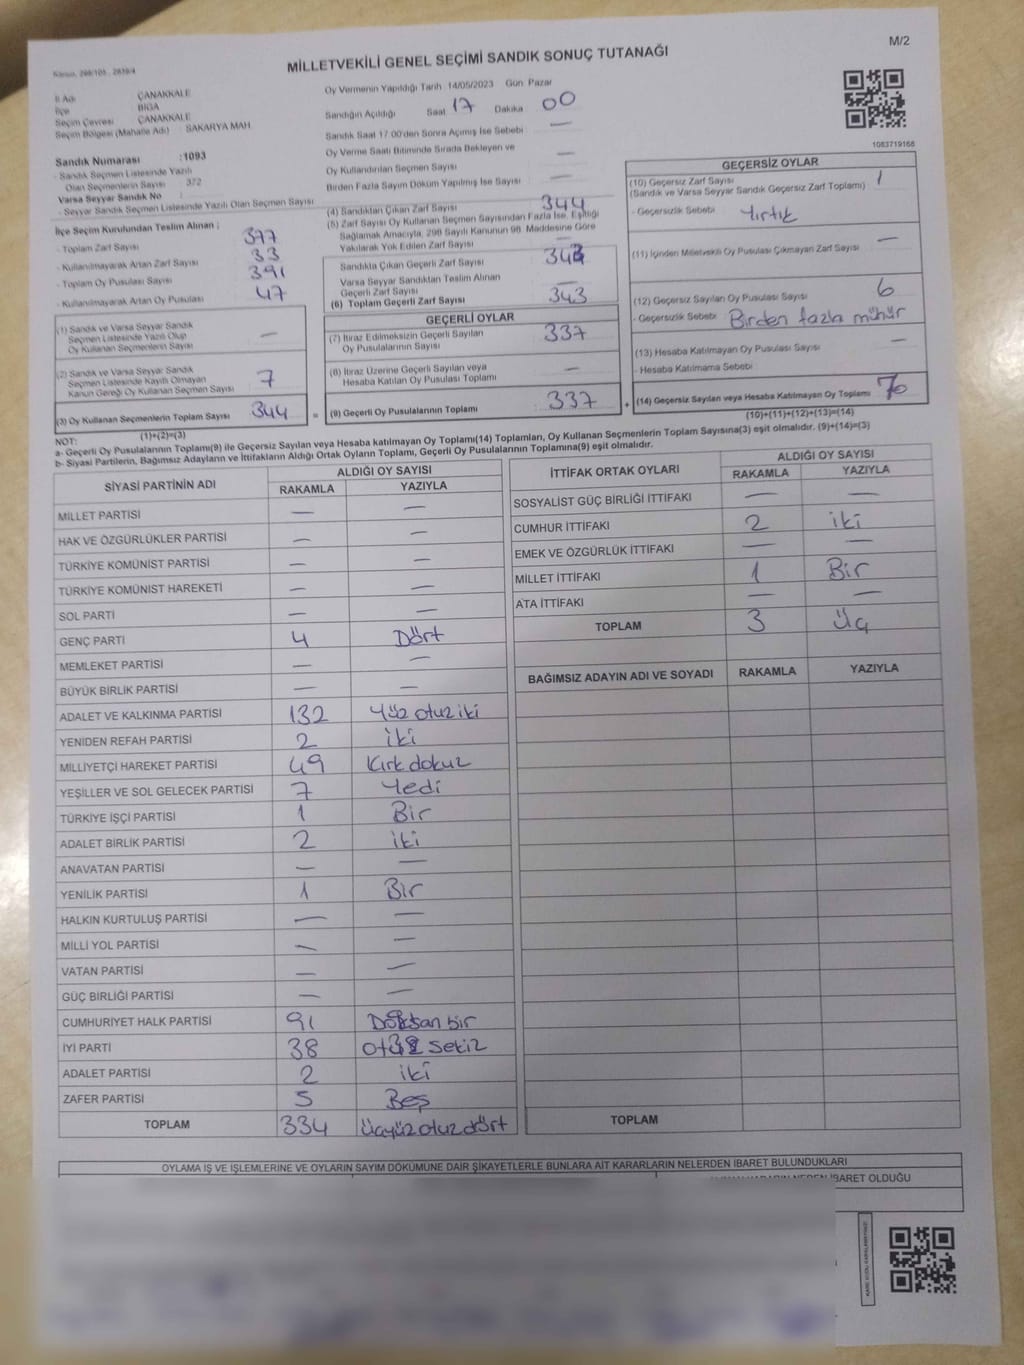 M/2
Kanun, 298/105 - 2839/4
MİLLETVEKİLİ GENEL SEÇİMİ SANDIK SONUÇ TUTANAĞI
İl Adı ÇANAKKALE
İlçe BİGA
Seçim Çevresi ÇANAKKALE
Seçim Bölgesi (Mahalle Adı) SAKARYA MAH.
Sandık Numarası :1093
- Sandık Seçmen Listesinde Yazılı
Olan Seçmenlerin Sayısı 372
Varsa Seyyar Sandık No :
- Seyyar Sandık Seçmen Listesinde Yazılı Olan Seçmen Sayısı
İlçe Seçim Kurulundan Teslim Alınan ;
- Toplam Zarf Sayısı 377
- Kullanılmayarak Artan Zarf Sayısı 33
- Toplam Oy Pusulası Sayısı 391
- Kullanılmayarak Artan Oy Pusulası 47
(1) Sandık ve Varsa Seyyar Sandık
Seçmen Listesinde Yazılı Olup
Oy Kullanan Seçmenlerin Sayısı —
(2) Sandık ve Varsa Seyyar Sandık
Seçmen Listesinde Kayıtlı Olmayan
Kanun Gereği Oy Kullanan Seçmen Sayısı 7
(3) Oy Kullanan Seçmenlerin Toplam Sayısı 344 =
(1)+(2)=(3)
Oy Vermenin Yapıldığı Tarih 14/05/2023 Gün Pazar
Sandığın Açıldığı Saat 17 Dakika 00
Sandık Saat 17.00'den Sonra Açımış İse Sebebi —
Oy Verme Saati Bitiminde Sırada Bekleyen ve
Oy Kullandırılan Seçmen Sayısı —
Birden Fazla Sayım Döküm Yapılmış İse Sayısı —
(4) Sandıktan Çıkan Zarf Sayısı 344
(5) Zarf Sayısı Oy Kullanan Seçmen Sayısından Fazla İse, Eşitliği
Sağlamak Amacıyla, 298 Sayılı Kanunun 98. Maddesine Göre
Yakılarak Yok Edilen Zarf Sayısı —
Sandıkta Çıkan Geçerli Zarf Sayısı 343
Varsa Seyyar Sandıktan Teslim Alınan
Geçerli Zarf Sayısı —
(6) Toplam Geçerli Zarf Sayısı 343
GEÇERLİ OYLAR
(7) İtiraz Edilmeksizin Geçerli Sayılan
Oy Pusulalarının Sayısı 337
(8) İtiraz Üzerine Geçerli Sayılan veya
Hesaba Katılan Oy Pusulası Toplamı —
(9) Geçerli Oy Pusulalarının Toplamı 337 +
1083719168
GEÇERSİZ OYLAR
(10) Geçersiz Zarf Sayısı 1
(Sandık ve Varsa Seyyar Sandık Geçersiz Zarf Toplamı)
- Geçersizlik Sebebi : Yırtık
(11) İçinden Milletvekili Oy Pusulası Çıkmayan Zarf Sayısı —
(12) Geçersiz Sayılan Oy Pusulası Sayısı 6
- Geçersizlik Sebebi : Birden fazla mühür
(13) Hesaba Katılmayan Oy Pusulası Sayısı —
- Hesaba Katılmama Sebebi :
(14) Geçersiz Sayılan veya Hesaba Katılmayan Oy Toplamı 7
(10)+(11)+(12)+(13)=(14)
NOT:
a- Geçerli Oy Pusulalarının Toplamı(9) ile Geçersiz Sayılan veya Hesaba katılmayan Oy Toplamı(14) Toplamları, Oy Kullanan Seçmenlerin Toplam Sayısına(3) eşit olmalıdır. (9)+(14)=(3)
b- Siyasi Partilerin, Bağımsız Adayların ve İttifakların Aldığı Ortak Oyların Toplamı, Geçerli Oy Pusulalarının Toplamına(9) eşit olmalıdır.
SİYASİ PARTİNİN ADI ALDIĞI OY SAYISI
RAKAMLA YAZIYLA
MİLLET PARTİSİ — —
HAK VE ÖZGÜRLÜKLER PARTİSİ — —
TÜRKİYE KOMÜNİST PARTİSİ — —
TÜRKİYE KOMÜNİST HAREKETİ — —
SOL PARTİ — —
GENÇ PARTİ 4 Dört
MEMLEKET PARTİSİ — —
BÜYÜK BİRLİK PARTİSİ — —
ADALET VE KALKINMA PARTİSİ 132 Yüz otuz iki
YENİDEN REFAH PARTİSİ 2 iki
MİLLİYETÇİ HAREKET PARTİSİ 49 Kırk dokuz
YEŞİLLER VE SOL GELECEK PARTİSİ 7 Yedi
TÜRKİYE İŞÇİ PARTİSİ 1 Bir
ADALET BİRLİK PARTİSİ 2 iki
ANAVATAN PARTİSİ — —
YENİLİK PARTİSİ 1 Bir
HALKIN KURTULUŞ PARTİSİ — —
MİLLİ YOL PARTİSİ — —
VATAN PARTİSİ — —
GÜÇ BİRLİĞİ PARTİSİ — —
CUMHURİYET HALK PARTİSİ 91 Doksan bir
İYİ PARTİ 38 otuz sekiz
ADALET PARTİSİ 2 iki
ZAFER PARTİSİ 5 Beş
TOPLAM 334 Üçyüz otuz dört
İTTİFAK ORTAK OYLARI ALDIĞI OY SAYISI
RAKAMLA YAZIYLA
SOSYALİST GÜÇ BİRLİĞİ İTTİFAKI — —
CUMHUR İTTİFAKI 2 iki
EMEK VE ÖZGÜRLÜK İTTİFAKI — —
MİLLET İTTİFAKI 1 Bir
ATA İTTİFAKI — —
TOPLAM 3 Üç
BAĞIMSIZ ADAYIN ADI VE SOYADI RAKAMLA YAZIYLA
TOPLAM
OYLAMA İŞ VE İŞLEMLERİNE VE OYLARIN SAYIM DÖKÜMÜNE DAİR ŞİKAYETLERLE BUNLARA AİT KARARLARIN NELERDEN İBARET BULUNDUKLARI
NEDEN İBARET OLDUĞU